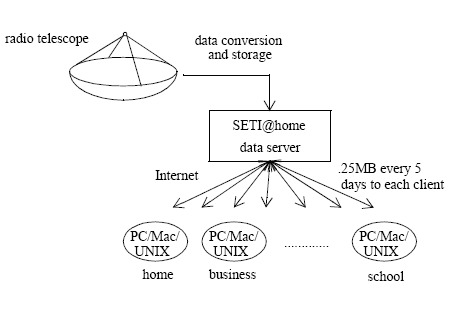 radio telescope
data conversion
and storage
SETI@home
data server
Internet
.25MB every 5
days to each client
PC/Mac/
UNIX
PC/Mac/
UNIX
.............
PC/Mac/
UNIX
home
business
school